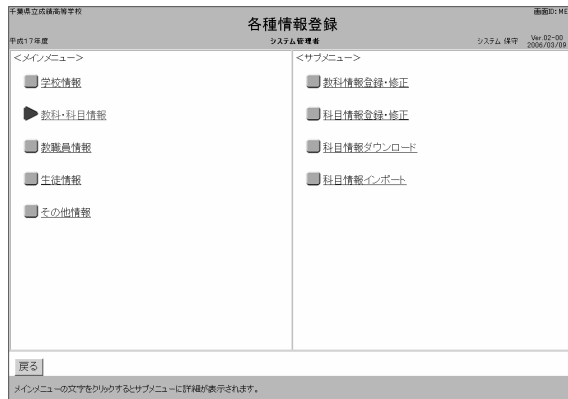 千葉県立成績高等学校
画面ID:ME
各種情報登録
平成17年度
システム管理者
システム 保守
Ver.02-00
2006/03/09
<メインメニュー>
学校情報
教科・科目情報
教職員情報
生徒情報
その他情報
<サブメニュー>
教科情報登録・修正
科目情報登録・修正
科目情報ダウンロード
科目情報インポート
戻る
メインメニューの文字をクリックするとサブメニューに詳細が表示されます。